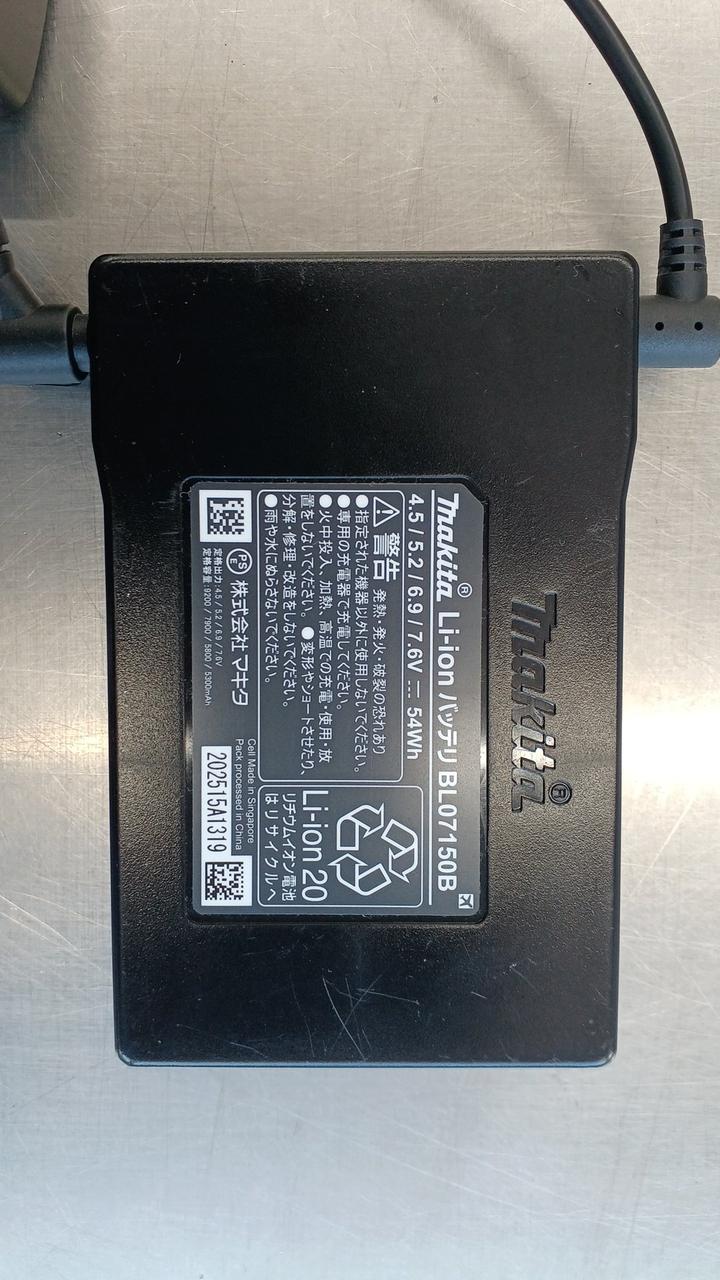 Makita®
Makita® Li-ion バッテリ BL07150B
4.5 / 5.2 / 6.9 / 7.6V ⎓ 54Wh
⚠警告 発熱・発火・破裂の恐れあり
●指定された機器以外に使用しないでください。
●専用の充電器で充電してください。
●火中投入、加熱、高温での充電・使用・放
置をしないでください。 ●変形やショートさせたり、
分解・修理・改造をしないでください。
●雨や水にぬらさないでください。
Li-ion 20
リチウムイオン電池
はリサイクルへ
PS
E
株式会社 マキタ
定格出力 : 4.5 / 5.2 / 6.9 / 7.6V
定格容量 : 9200 / 7900 / 5800 / 5300mAh
Cell Made in Singapore
Pack processed in China
202515A1319